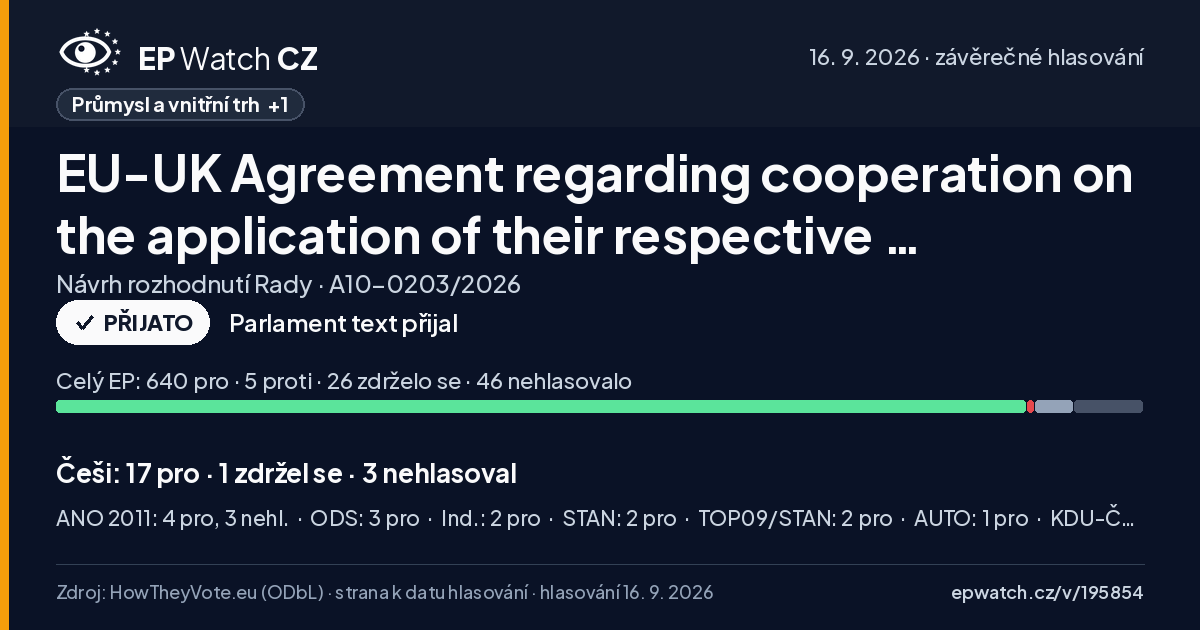 EP Watch CZ
16. 9. 2026 · závěrečné hlasování
Průmysl a vnitřní trh +1
EU-UK Agreement regarding cooperation on
the application of their respective …
Návrh rozhodnutí Rady · A10-0203/2026
✓ PŘIJATO Parlament text přijal
Celý EP: 640 pro · 5 proti · 26 zdrželo se · 46 nehlasovalo
Češi: 17 pro · 1 zdržel se · 3 nehlasoval
ANO 2011: 4 pro, 3 nehl. · ODS: 3 pro · Ind.: 2 pro · STAN: 2 pro · TOP09/STAN: 2 pro · AUTO: 1 pro · KDU-Č…
Zdroj: HowTheyVote.eu (ODbL) · strana k datu hlasování · hlasování 16. 9. 2026
epwatch.cz/v/195854